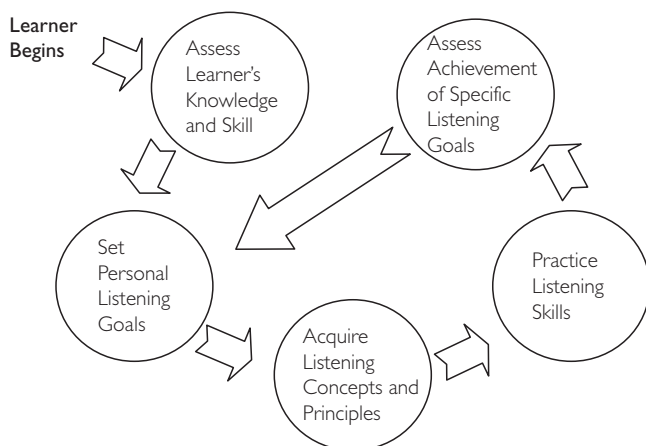 Learner
Begins
Assess
Learner's
Knowledge
and Skill
Assess
Achievement
of Specific
Listening
Goals
Set
Personal
Listening
Goals
Acquire
Listening
Concepts and
Principles
Practice
Listening
Skills